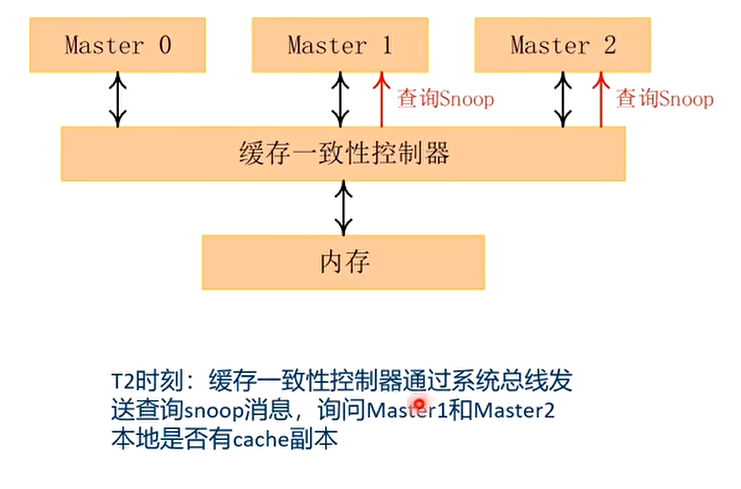 Master 0
Master 1
Master 2
查询Snoop
查询Snoop
缓存一致性控制器
内存
T2时刻：缓存一致性控制器通过系统总线发
送查询snoop消息，询问Master1和Master2
本地是否有cache副本